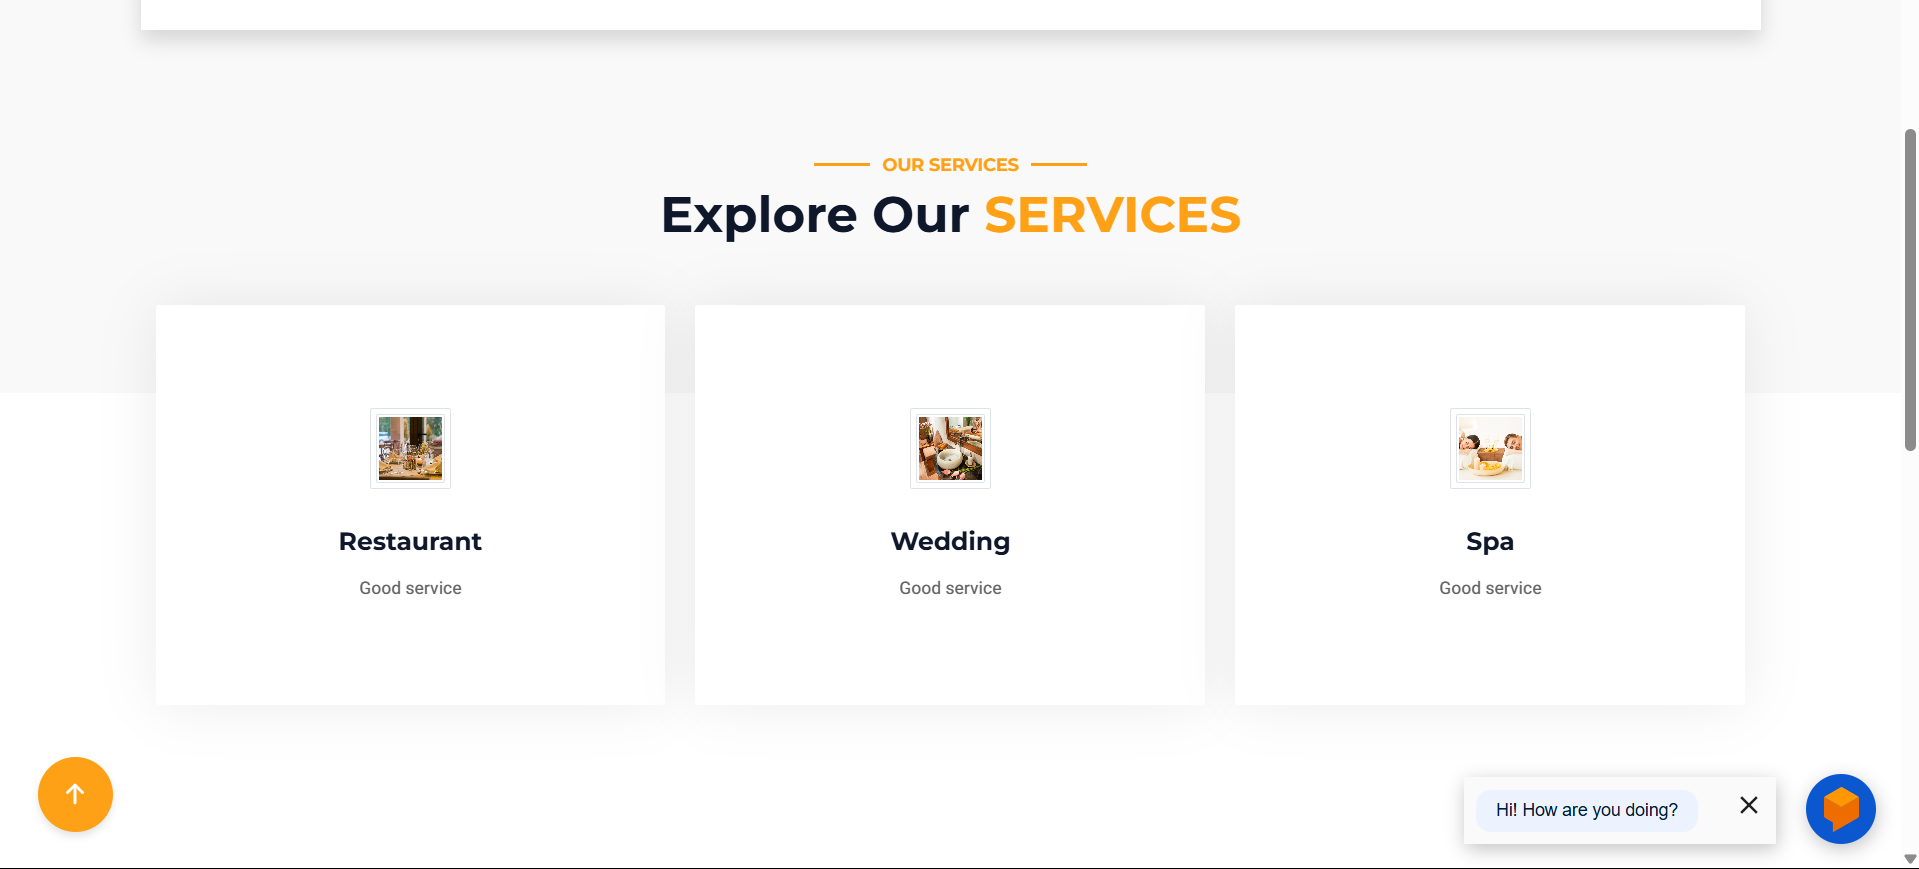 OUR SERVICES
Explore Our SERVICES
Restaurant
Good service
Wedding
Good service
Spa
Good service
Hi! How are you doing?